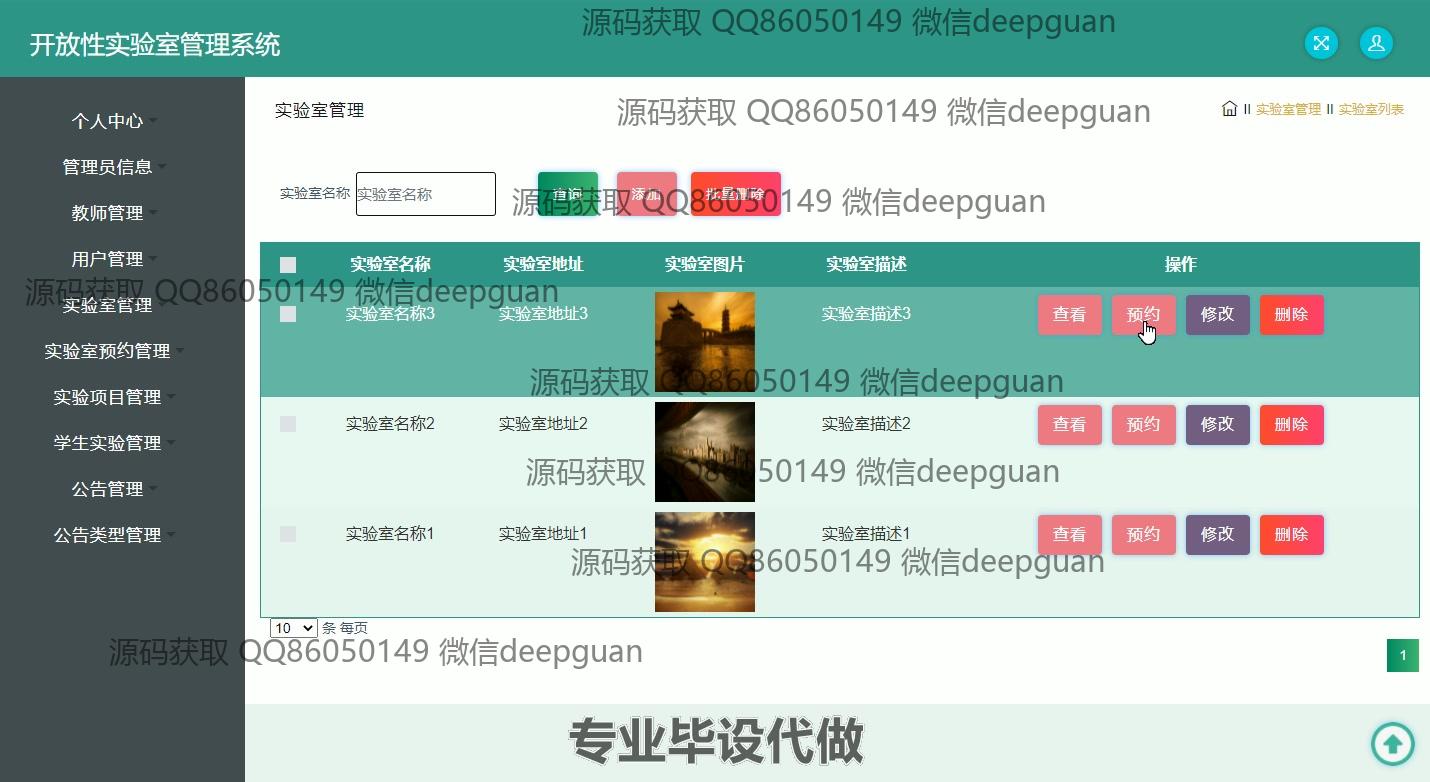 源码获取 QQ86050149 微信deepguan
开放性实验室管理系统
个人中心
管理员信息
教师管理
用户管理
实验室管理
实验室预约管理
实验项目管理
学生实验管理
公告管理
公告类型管理
实验室管理
源码获取 QQ86050149 微信deepguan
II 实验室管理 II 实验室列表
实验室名称 实验室名称 查询 添加 批量删除
源码获取 QQ86050149 微信deepguan
实验室名称 实验室地址 实验室图片 实验室描述 操作
源码获取 QQ86050149 微信deepguan
实验室名称3 实验室地址3 实验室描述3 查看 预约 修改 删除
源码获取 QQ86050149 微信deepguan
实验室名称2 实验室地址2 实验室描述2 查看 预约 修改 删除
源码获取 QQ86050149 微信deepguan
实验室名称1 实验室地址1 实验室描述1 查看 预约 修改 删除
源码获取 QQ86050149 微信deepguan
10 条 每页
源码获取 QQ86050149 微信deepguan
1
专业毕设代做